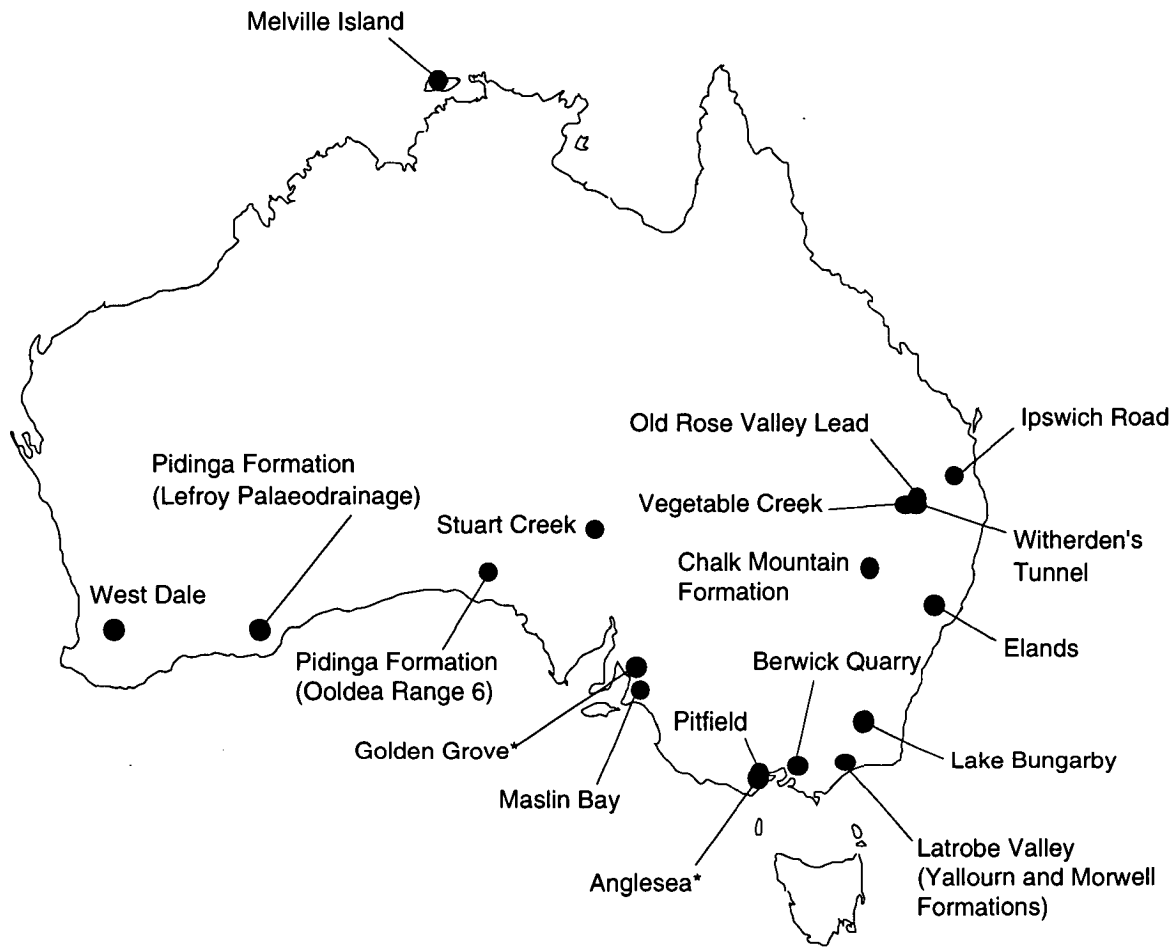 Melville Island
Old Rose Valley Lead
Ipswich Road
Pidinga Formation
(Lefroy Palaeodrainage)
Vegetable Creek
Stuart Creek
Witherden's
Tunnel
Chalk Mountain
Formation
West Dale
Elands
Pidinga Formation
(Ooldea Range 6)
Berwick Quarry
Pitfield
Golden Grove*
Lake Bungarby
Maslin Bay
Anglesea*
Latrobe Valley
(Yallourn and Morwell
Formations)